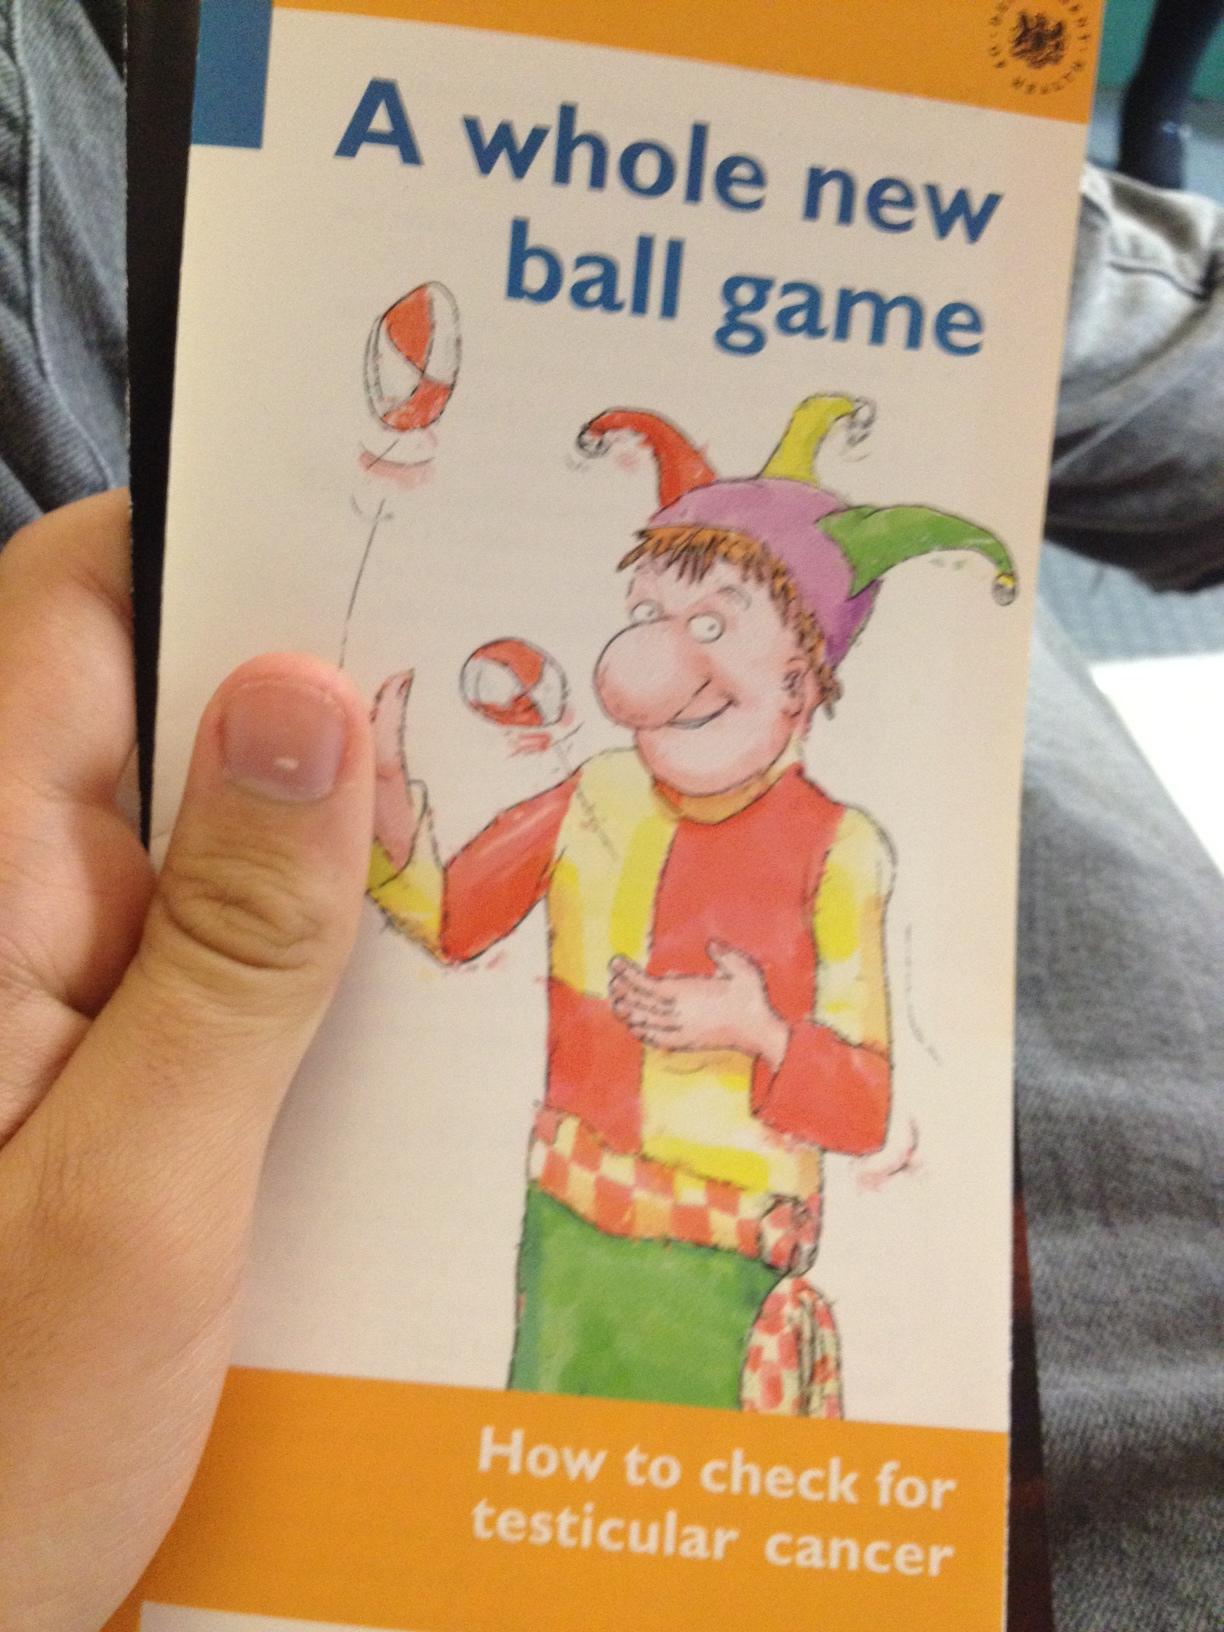 A whole new
ball game
How to check for
testicular cancer